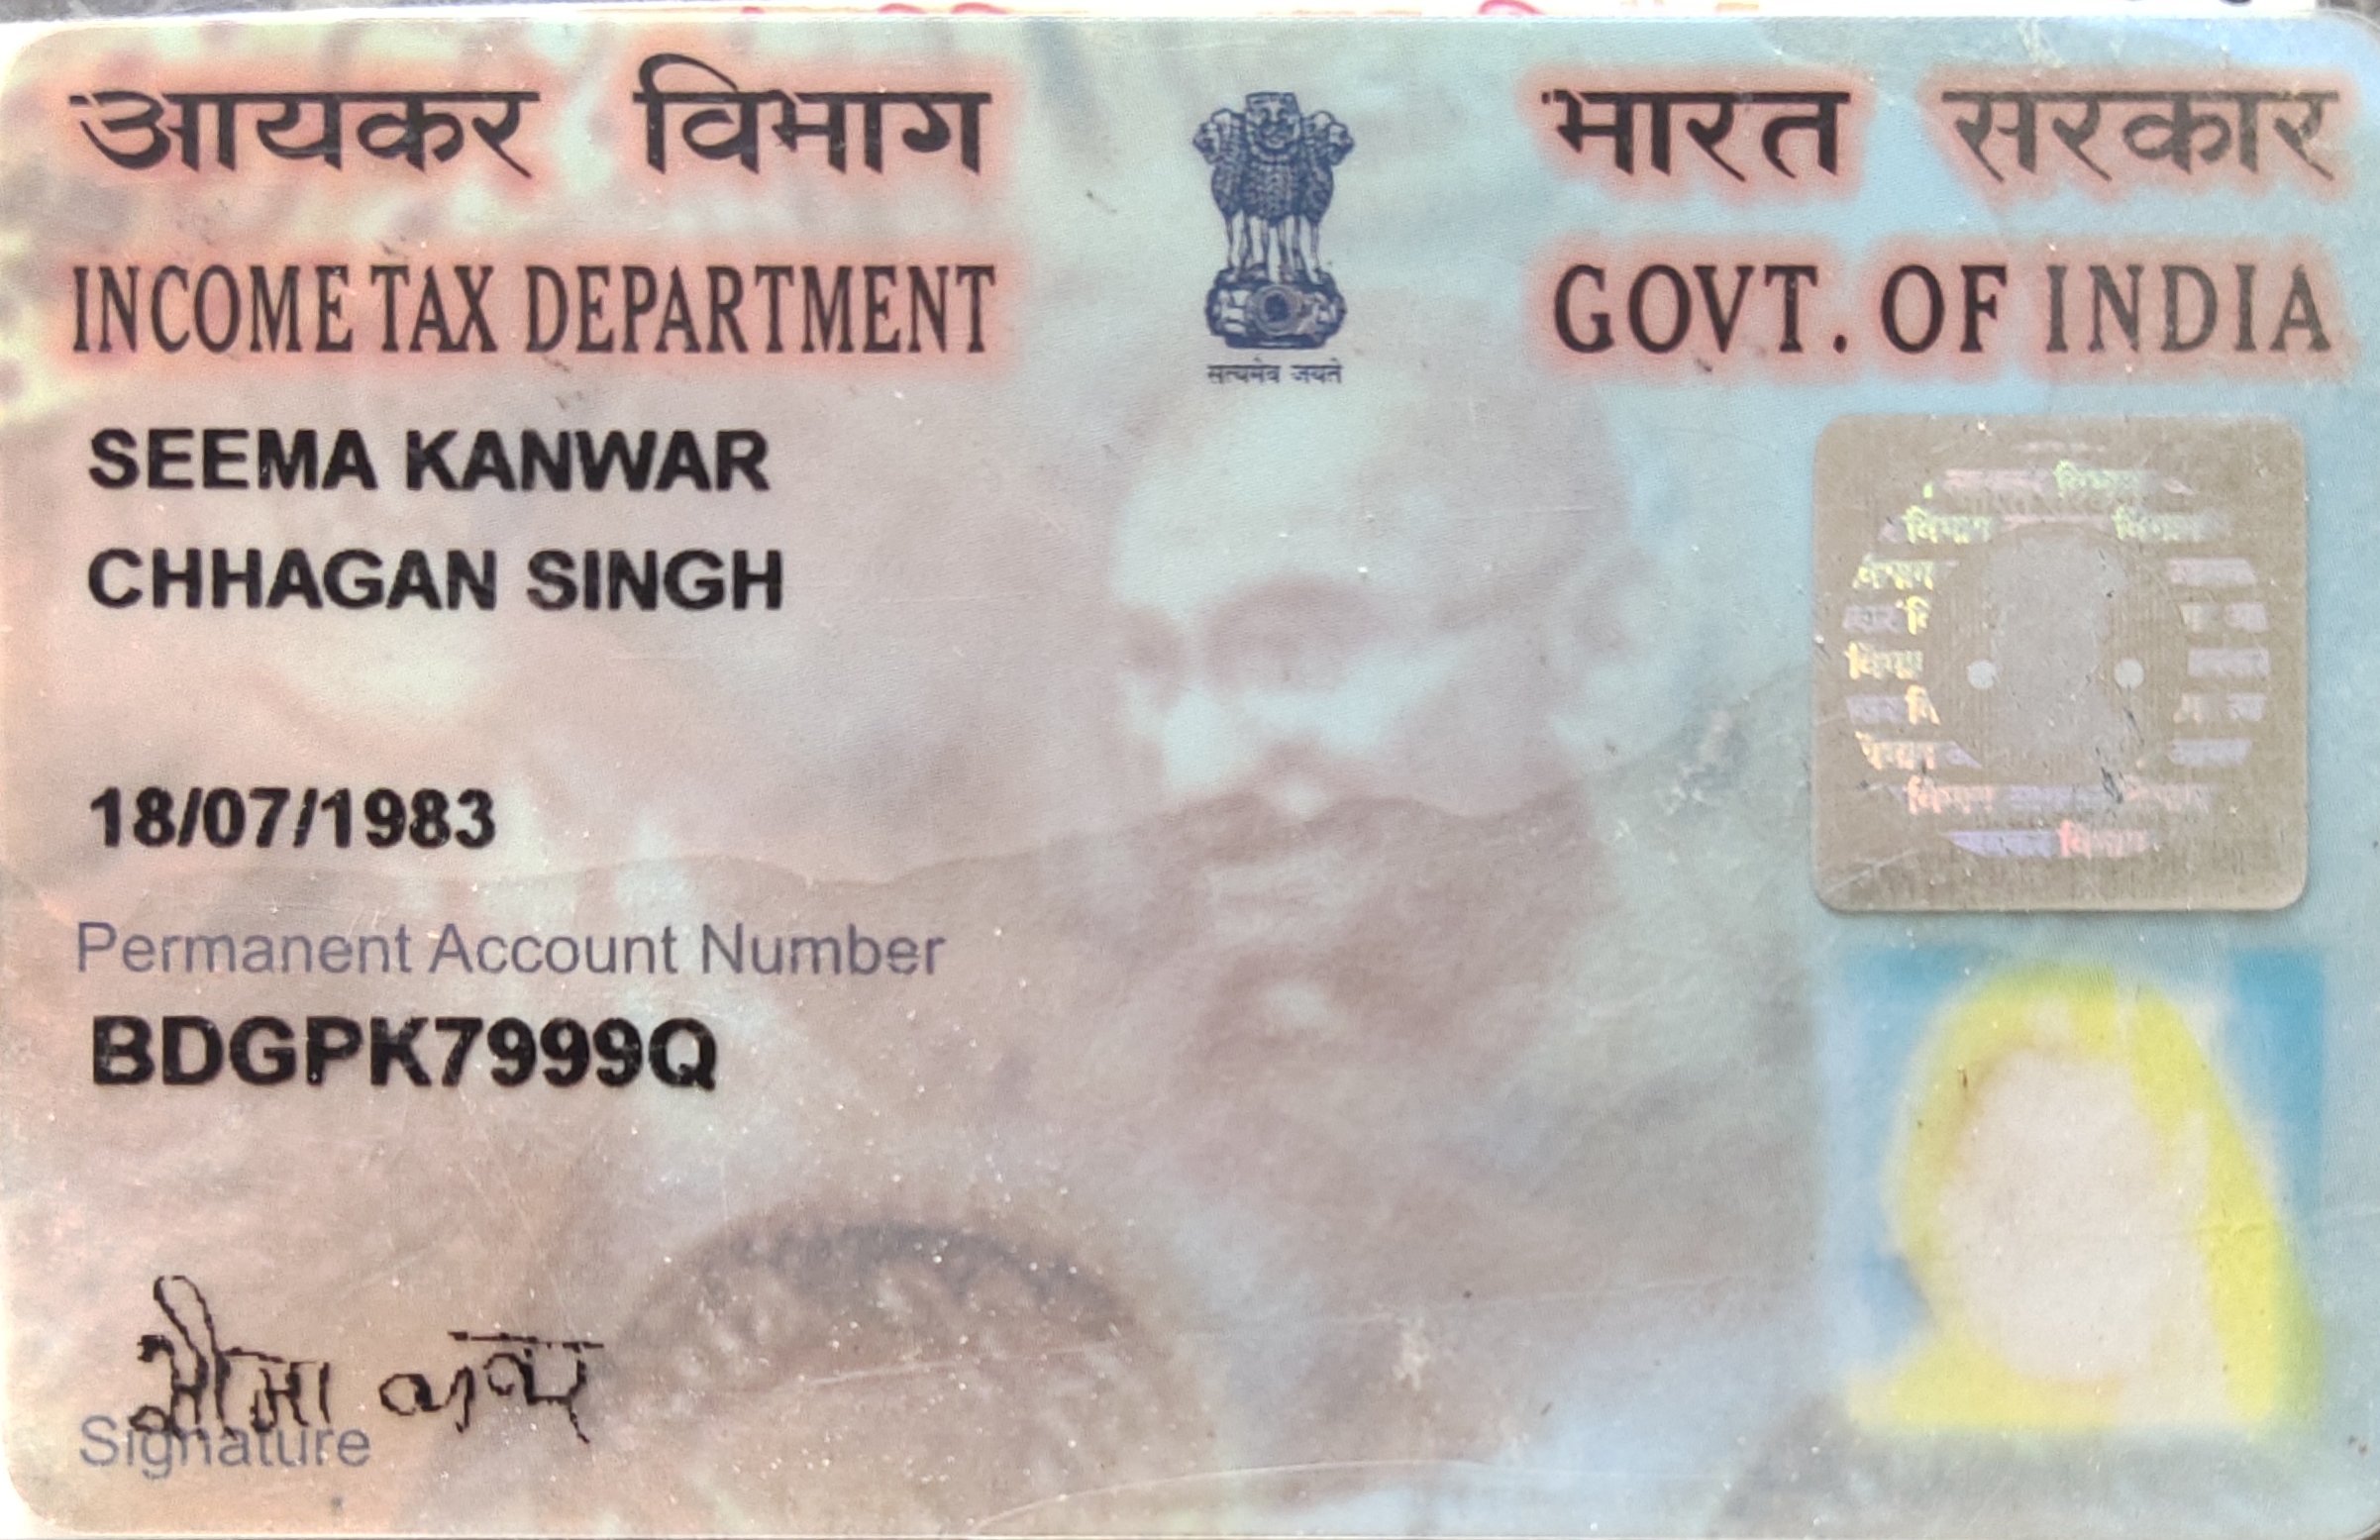 आयकर विभाग
भारत सरकार
INCOME TAX DEPARTMENT
GOVT. OF INDIA
सत्यमेव जयते
SEEMA KANWAR
CHHAGAN SINGH
18/07/1983
Permanent Account Number
BDGPK7999Q
विभाग
सीमा कवर
Signature